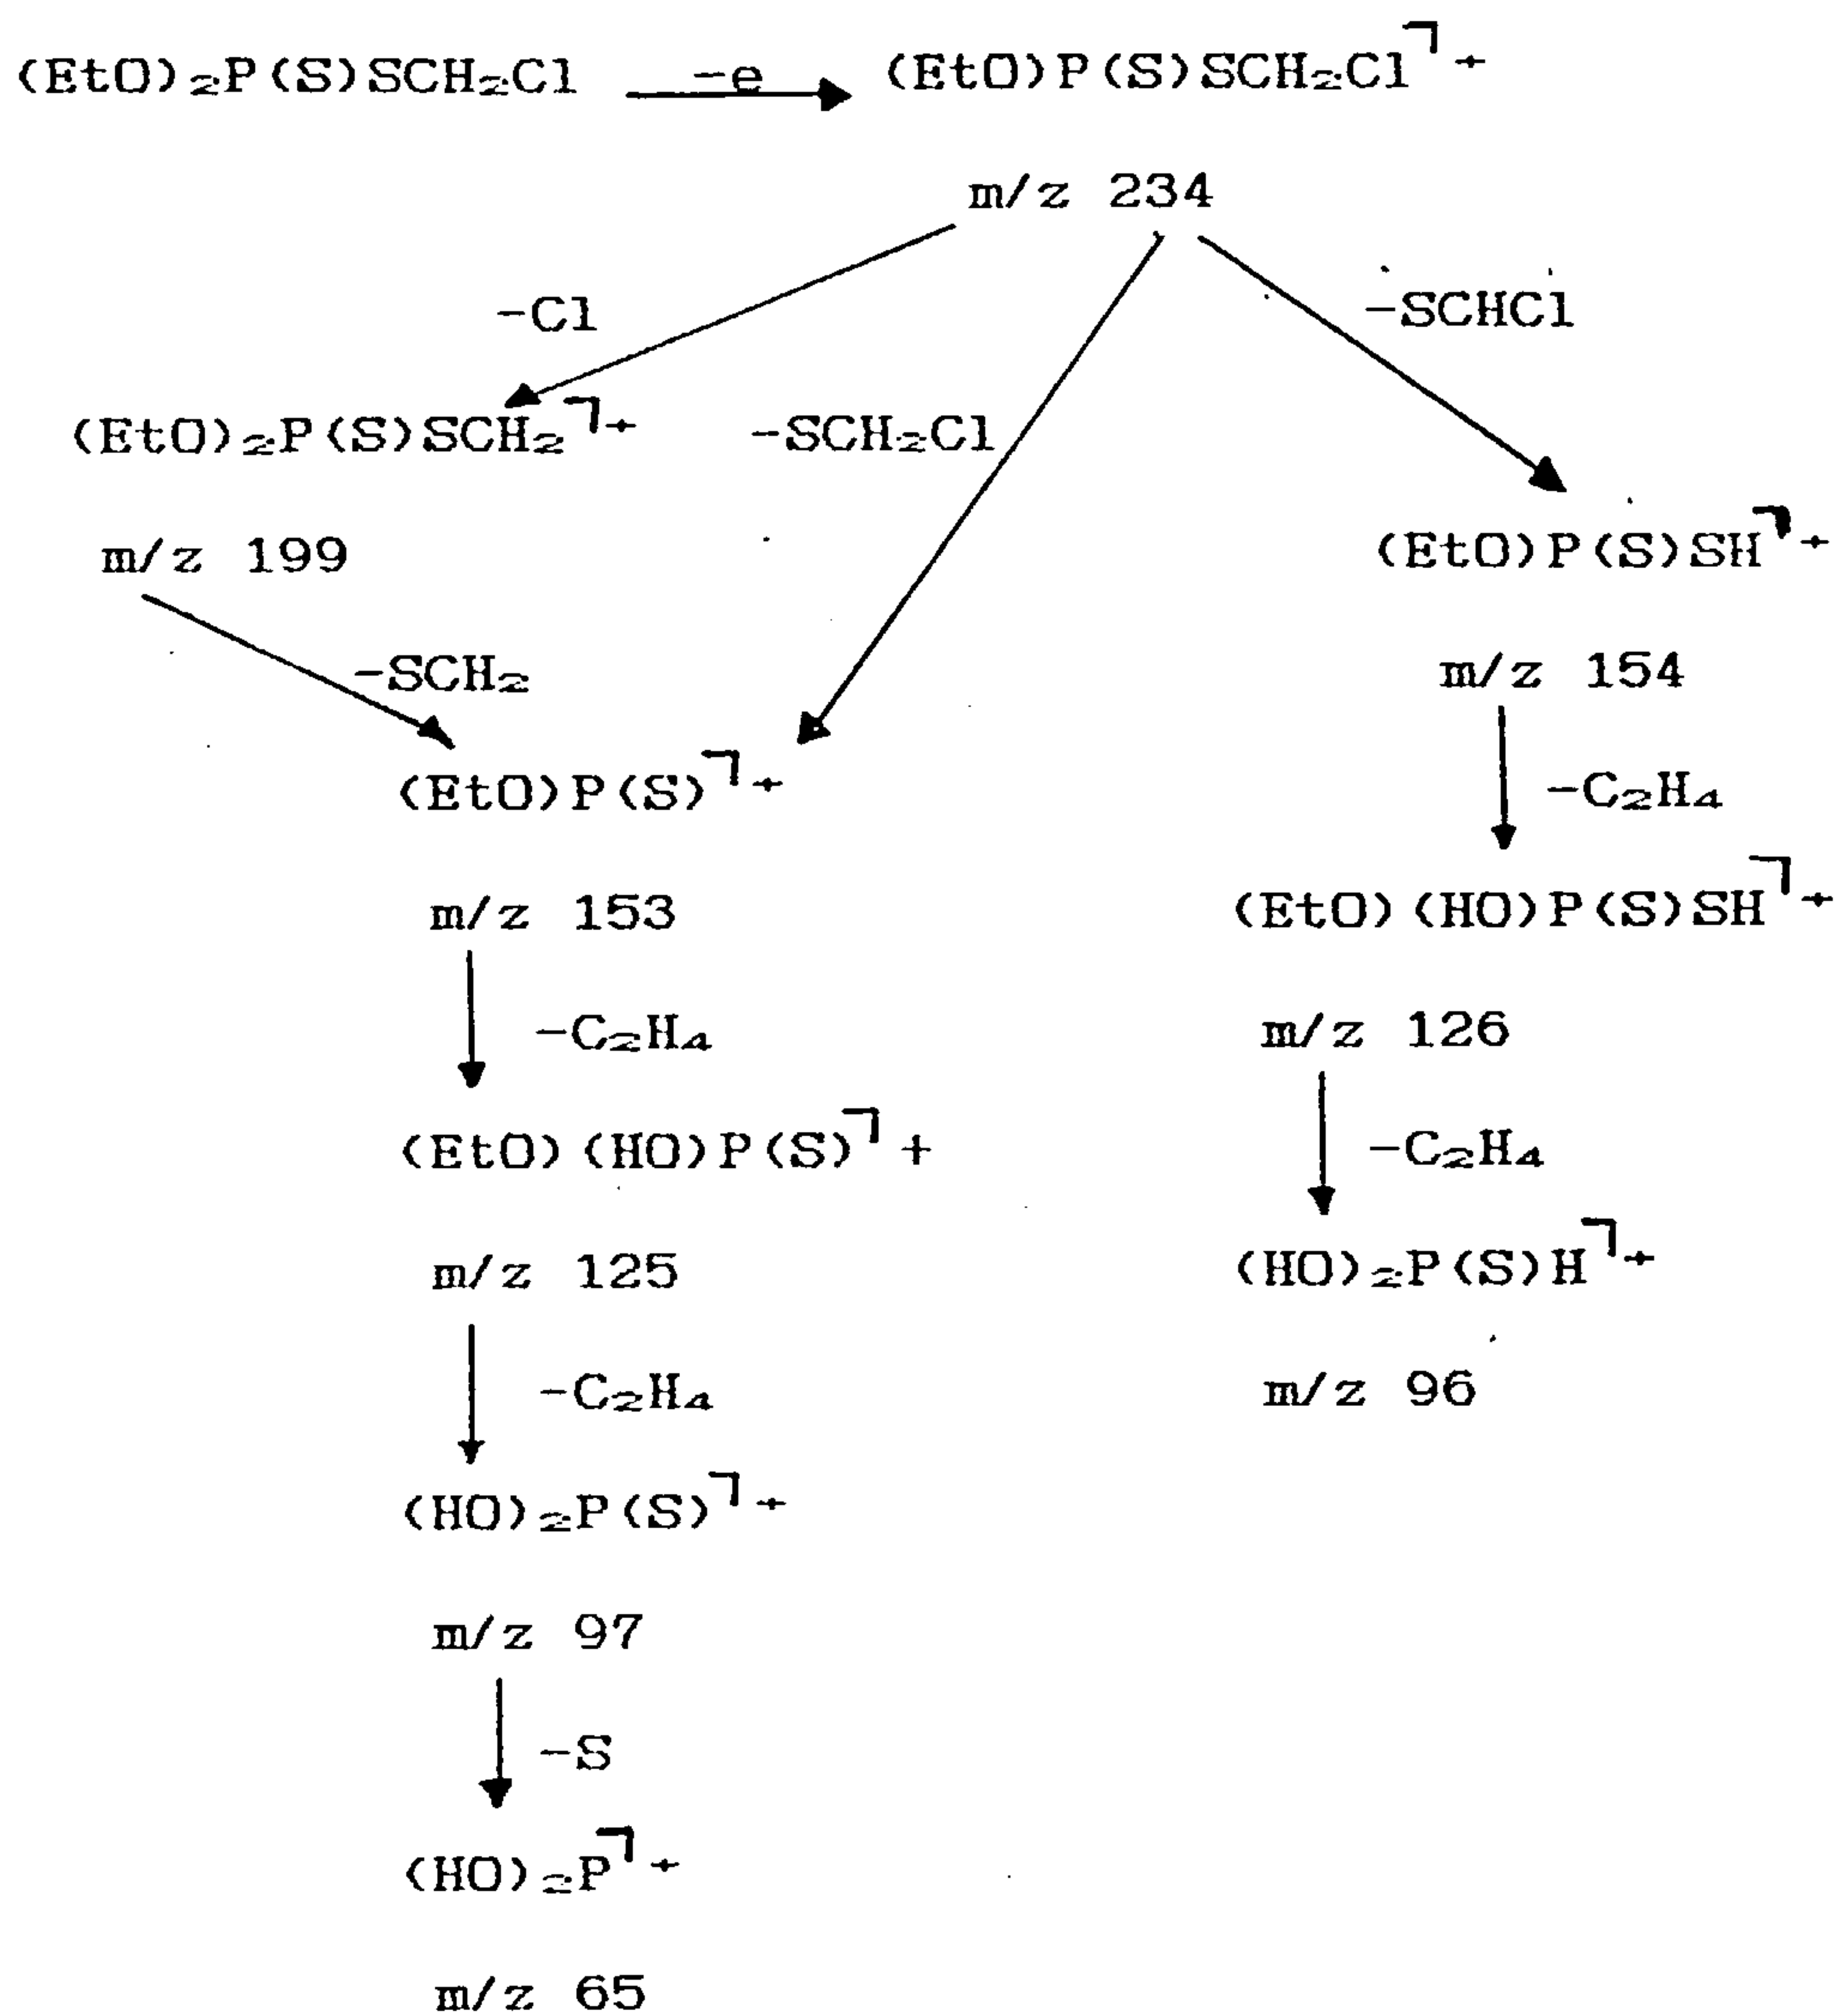 (EtO)₂P(S)SCH₂Cl —e→ (EtO)P(S)SCH₂Cl⌉+
m/z 234
-Cl
-SCHCl
(EtO)₂P(S)SCH₂⌉+
-SCH₂Cl
m/z 199
(EtO)P(S)SH⌉+
-SCH₂
m/z 154
(EtO)P(S)⌉+
-C₂H₄
m/z 153
(EtO)(HO)P(S)SH⌉+
-C₂H₄
m/z 126
(EtO)(HO)P(S)⌉+
-C₂H₄
m/z 125
(HO)₂P(S)H⌉+
-C₂H₄
m/z 96
(HO)₂P(S)⌉+
m/z 97
-S
(HO)₂P⌉+
m/z 65